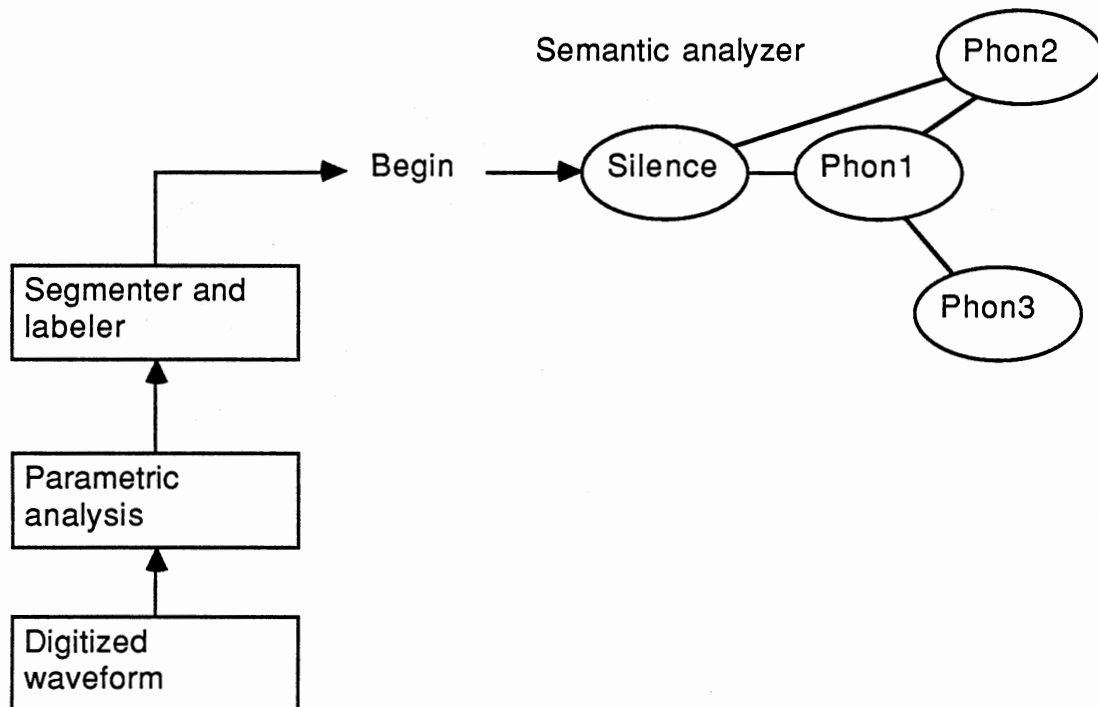 Semantic analyzer
Phon2
Begin
Silence
Phon1
Segmenter and
labeler
Phon3
Parametric
analysis
Digitized
waveform